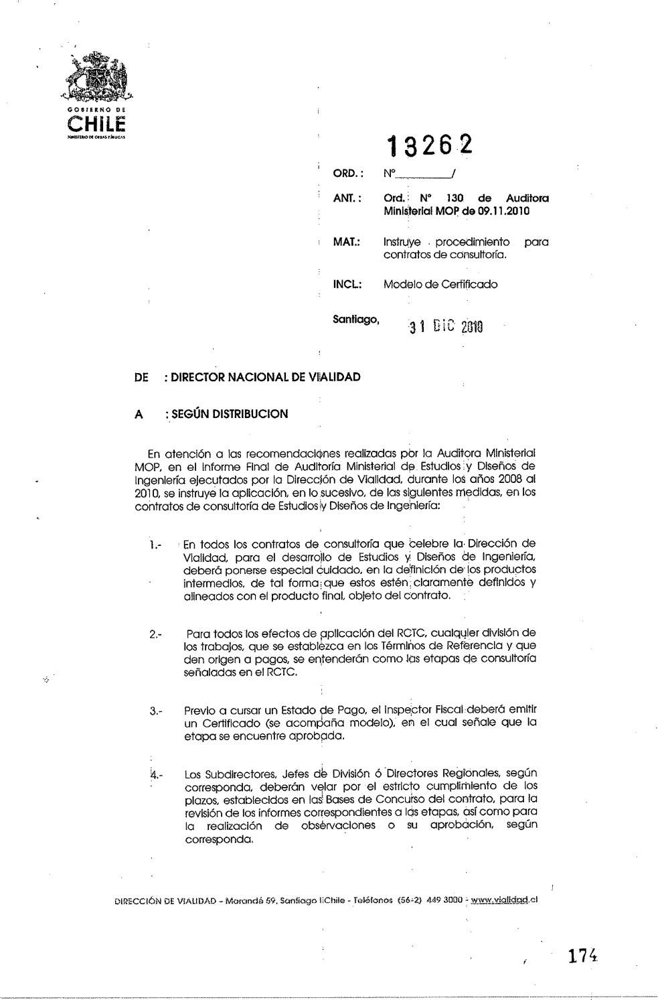 GOBIERNO DE
CHILE
MINISTERIO DE OBRAS PÚBLICAS
13262
ORD. : Nº_________/
ANT. : Ord. Nº 130 de Auditora
Ministerial MOP de 09.11.2010
MAT.: Instruye procedimiento para
contratos de consultoría.
INCL: Modelo de Certificado
Santiago, 31 DIC 2010
DE : DIRECTOR NACIONAL DE VIALIDAD
A : SEGÚN DISTRIBUCION
En atención a las recomendaciones realizadas por la Auditora Ministerial
MOP, en el Informe Final de Auditoría Ministerial de Estudios y Diseños de
Ingeniería ejecutados por la Dirección de Vialidad, durante los años 2008 al
2010, se instruye la aplicación, en lo sucesivo, de las siguientes medidas, en los
contratos de consultoría de Estudios y Diseños de Ingeniería:
1.- En todos los contratos de consultoría que celebre la Dirección de
Vialidad, para el desarrollo de Estudios y Diseños de Ingeniería,
deberá ponerse especial cuidado, en la definición de los productos
intermedios, de tal forma que estos estén claramente definidos y
alineados con el producto final, objeto del contrato.
2.- Para todos los efectos de aplicación del RCTC, cualquier división de
los trabajos, que se establezca en los Términos de Referencia y que
den origen a pagos, se entenderán como las etapas de consultoría
señaladas en el RCTC.
3.- Previo a cursar un Estado de Pago, el Inspector Fiscal deberá emitir
un Certificado (se acompaña modelo), en el cual señale que la
etapa se encuentre aprobada.
4.- Los Subdirectores, Jefes de División ó Directores Regionales, según
corresponda, deberán velar por el estricto cumplimiento de los
plazos, establecidos en las Bases de Concurso del contrato, para la
revisión de los informes correspondientes a las etapas, así como para
la realización de observaciones o su aprobación, según
corresponda.
DIRECCIÓN DE VIALIDAD – Morandá 59, Santiago Chile - Teléfonos (56-2) 449 3000 - www.vialidad.cl
174